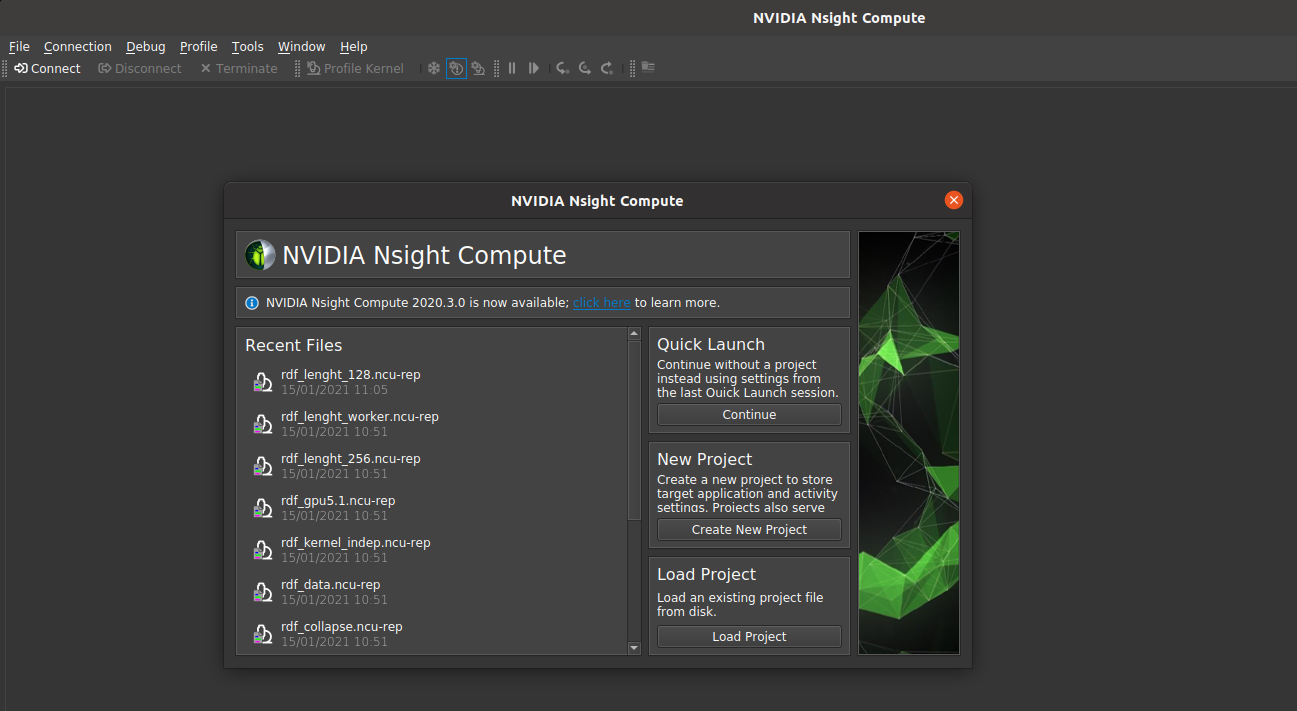 NVIDIA Nsight Compute
File Connection Debug Profile Tools Window Help
Connect Disconnect Terminate Profile Kernel
NVIDIA Nsight Compute
NVIDIA Nsight Compute
NVIDIA Nsight Compute 2020.3.0 is now available; click here to learn more.
Recent Files
rdf_lenght_128.ncu-rep
15/01/2021 11:05
rdf_lenght_worker.ncu-rep
15/01/2021 10:51
rdf_lenght_256.ncu-rep
15/01/2021 10:51
rdf_gpu5.1.ncu-rep
15/01/2021 10:51
rdf_kernel_indep.ncu-rep
15/01/2021 10:51
rdf_data.ncu-rep
15/01/2021 10:51
rdf_collapse.ncu-rep
15/01/2021 10:51
Quick Launch
Continue without a project
instead using settings from
the last Quick Launch session.
Continue
New Project
Create a new project to store
target application and activity
settings. Projects also serve
Create New Project
Load Project
Load an existing project file
from disk.
Load Project